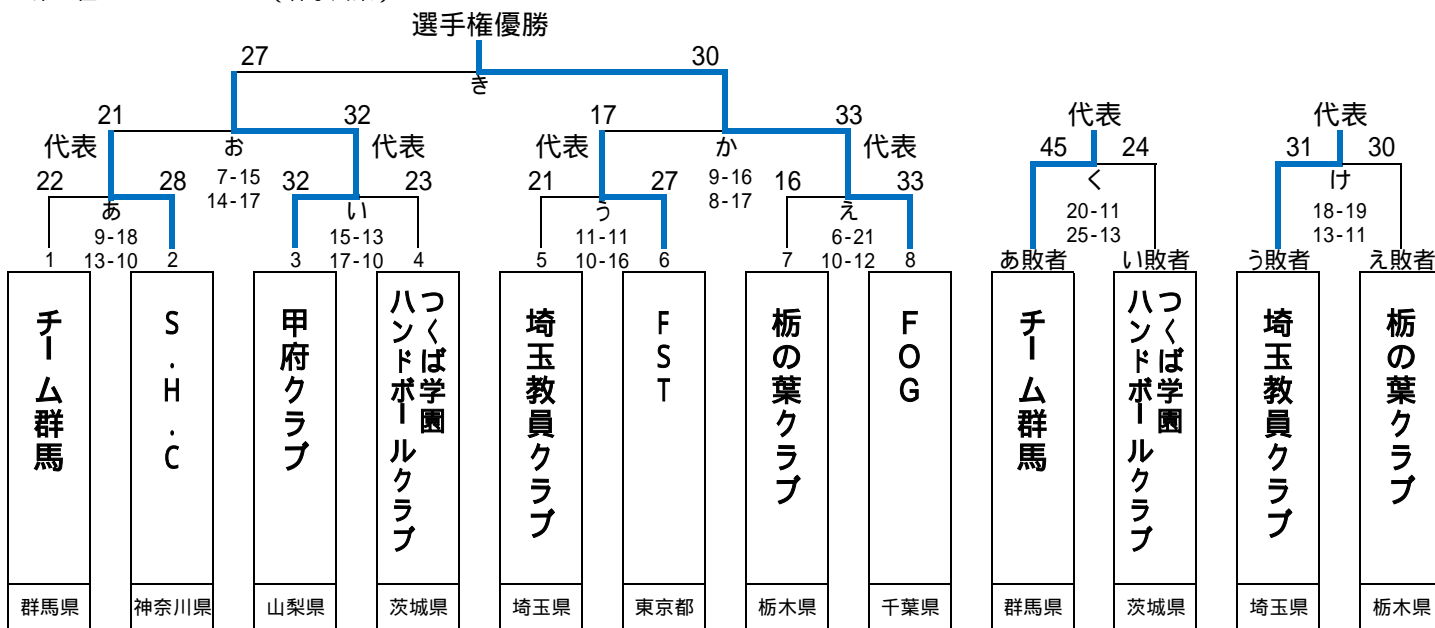 選手権優勝
27 30
き
21 32 17 33 代表 代表
代表 お 代表 代表 か 代表 45 24 31 30
22 28 7-15 32 23 21 27 9-16 16 33 く け
14-17 8-17 20-11 18-19
あ い う え 25-13 13-11
9-18 15-13 11-11 6-21
1 13-10 2 3 17-10 4 5 10-16 6 7 10-12 8 あ敗者 い敗者 う敗者 え敗者
チーム群馬
S.H.C
甲府クラブ
つくば学園
ハンドボールクラブ
埼玉教員クラブ
FST
栃の葉クラブ
FOG
チーム群馬
つくば学園
ハンドボールクラブ
埼玉教員クラブ
栃の葉クラブ
群馬県 神奈川県 山梨県 茨城県 埼玉県 東京都 栃木県 千葉県 群馬県 茨城県 埼玉県 栃木県